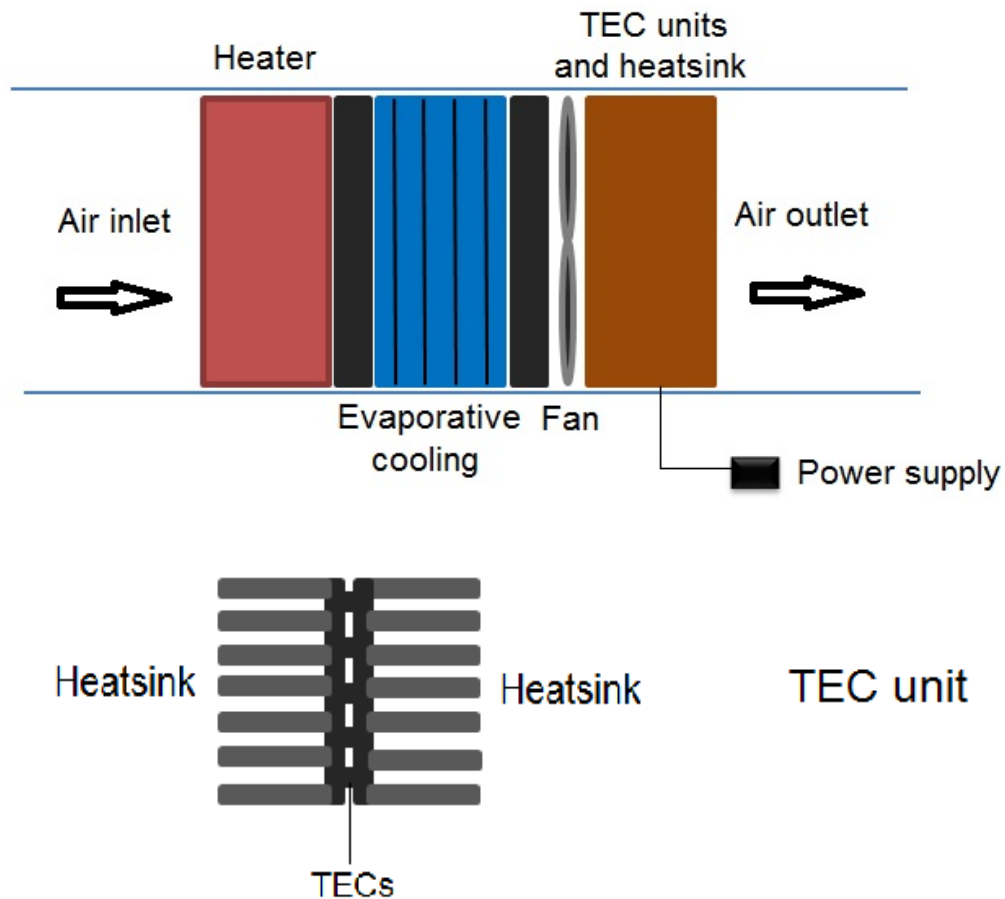 Heater
TEC units
and heatsink
Air inlet
Air outlet
Evaporative
cooling
Fan
Power supply
Heatsink
Heatsink
TEC unit
TECs